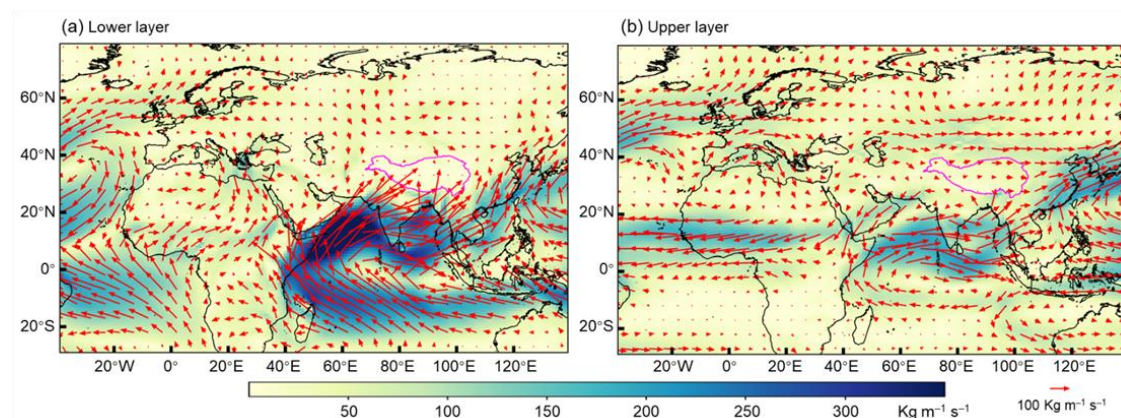 (a) Lower layer
(b) Upper layer
60°N
40°N
20°N
0°
20°S
20°W 0° 20°E 40°E 60°E 80°E 100°E 120°E
60°N
40°N
20°N
0°
20°S
20°W 0° 20°E 40°E 60°E 80°E 100°E 120°E
50 100 150 200 250 300 Kg m⁻¹ s⁻¹
100 Kg m⁻¹ s⁻¹